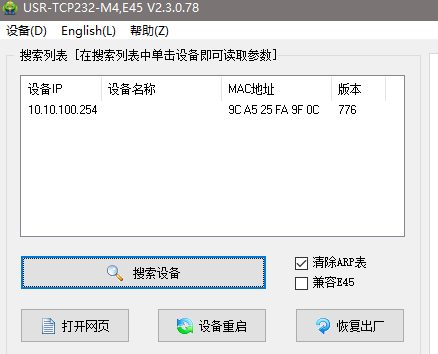 USR-TCP232-M4,E45 V2.3.0.78
设备(D) English(L) 帮助(Z)
搜索列表 [在搜索列表中单击设备即可读取参数]
设备IP 设备名称 MAC地址 版本
10.10.100.254 9C A5 25 FA 9F 0C 776
搜索设备
清除ARP表
兼容E45
打开网页 设备重启 恢复出厂